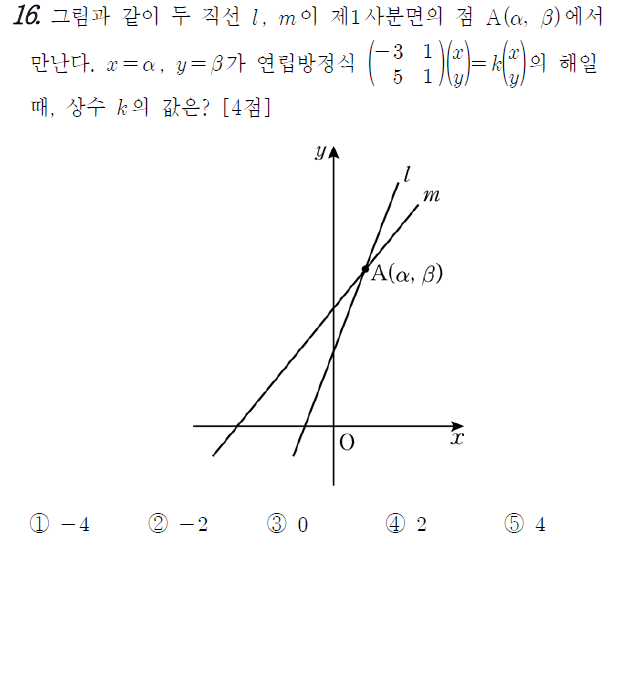 16. 그림과 같이 두 직선 l, m이 제1사분면의 점 A(α, β)에서
만난다. x=α, y=β가 연립방정식 (−3 1; 5 1)(x; y)=k(x; y)의 해일
때, 상수 k의 값은? [4점]
y
l
m
A(α, β)
O
x
① −4 ② −2 ③ 0 ④ 2 ⑤ 4